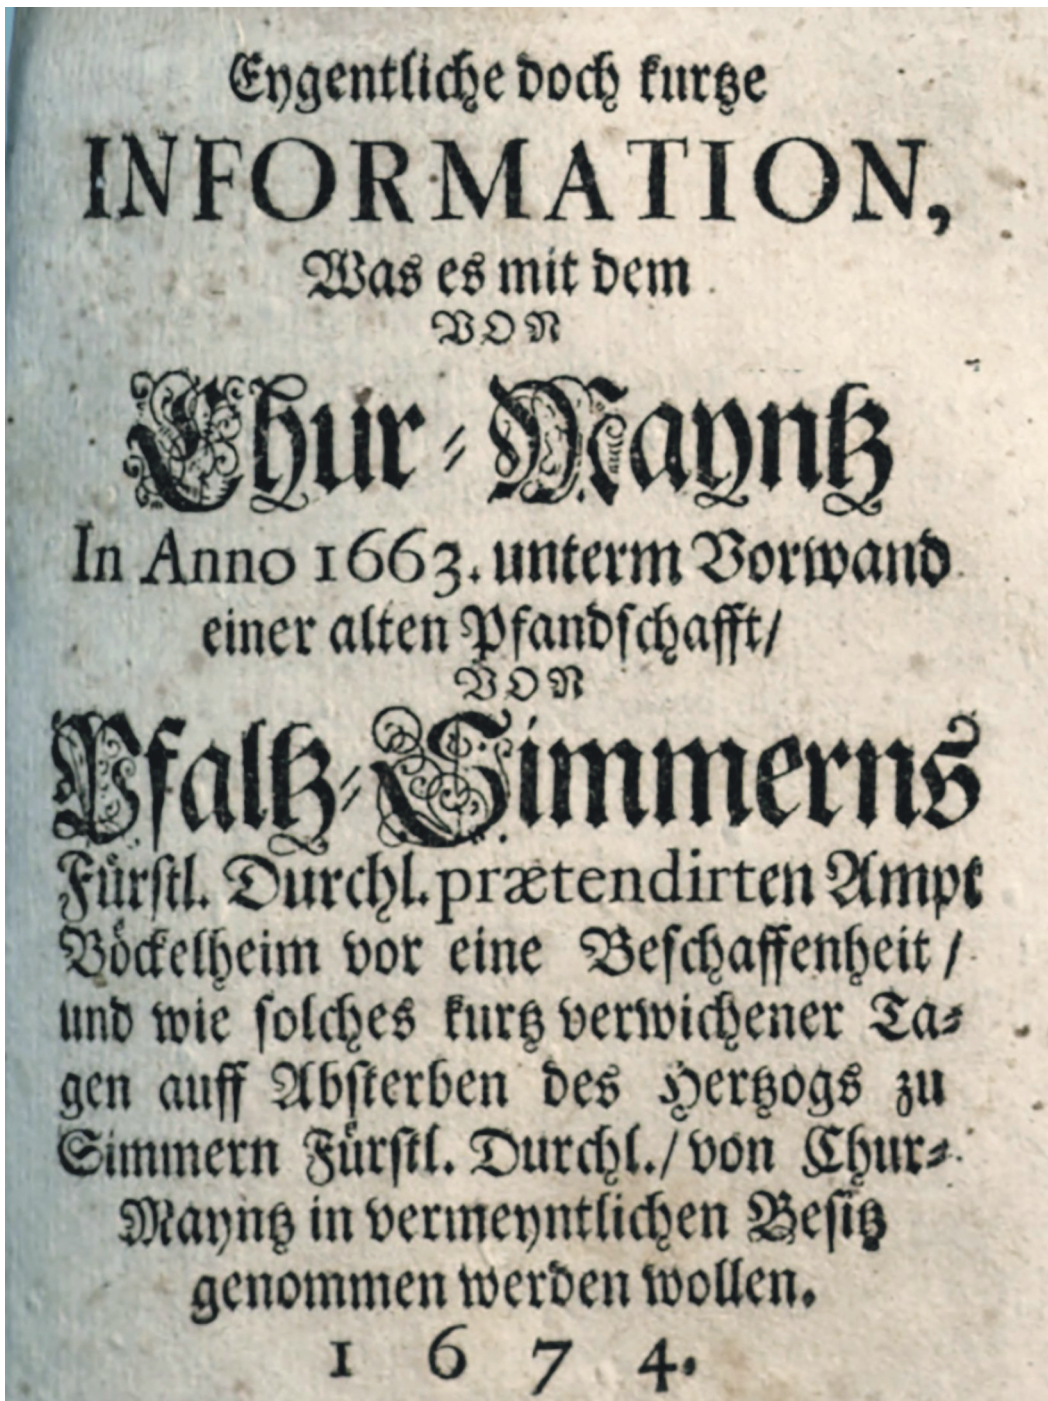 Eygentliche doch kurtze
INFORMATION,
Was es mit dem
VON
Chur-Mayntz
In Anno 1663. unterm Vorwand
einer alten Pfandschafft/
VON
Pfaltz-Simmerns
Fürstl. Durchl. prætendirten Ampt
Böckelheim vor eine Beschaffenheit/
und wie solches kurtz verwichener Ta-
gen auff Absterben des Hertzogs zu
Simmern Fürstl. Durchl./ von Chur-
Mayntz in vermeyntlichen Besitz
genommen werden wollen.
1674.